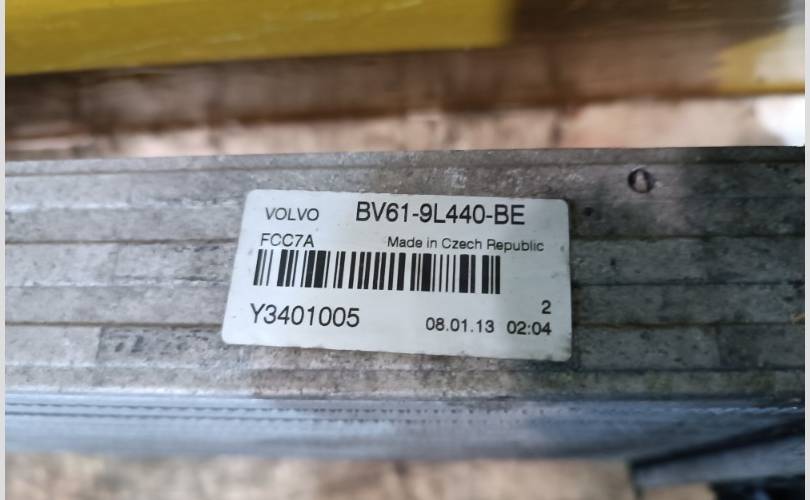 VOLVO BV61-9L440-BE
FCC7A Made in Czech Republic
Y3401005
2
08.01.13 02:04